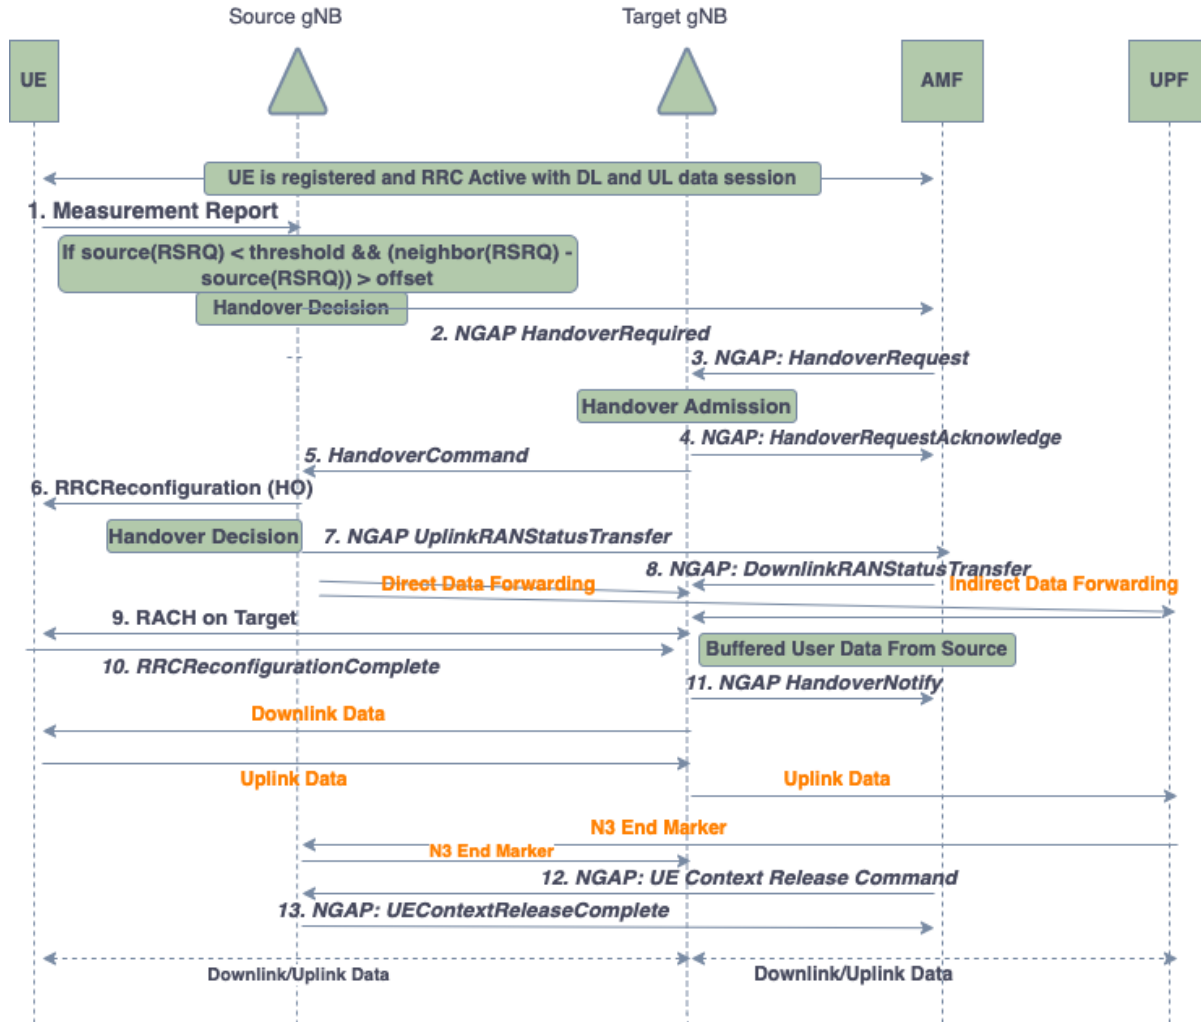 Source gNB
Target gNB
UE
AMF
UPF
UE is registered and RRC Active with DL and UL data session
1. Measurement Report
If source(RSRQ) < threshold && (neighbor(RSRQ) -
source(RSRQ)) > offset
Handover Decision
2. NGAP HandoverRequired
3. NGAP: HandoverRequest
Handover Admission
4. NGAP: HandoverRequestAcknowledge
5. HandoverCommand
6. RRCReconfiguration (HO)
Handover Decision
7. NGAP UplinkRANStatusTransfer
8. NGAP: DownlinkRANStatusTransfer
Direct Data Forwarding
Indirect Data Forwarding
9. RACH on Target
Buffered User Data From Source
10. RRCReconfigurationComplete
11. NGAP HandoverNotify
Downlink Data
Uplink Data
Uplink Data
N3 End Marker
N3 End Marker
12. NGAP: UE Context Release Command
13. NGAP: UEContextReleaseComplete
Downlink/Uplink Data
Downlink/Uplink Data